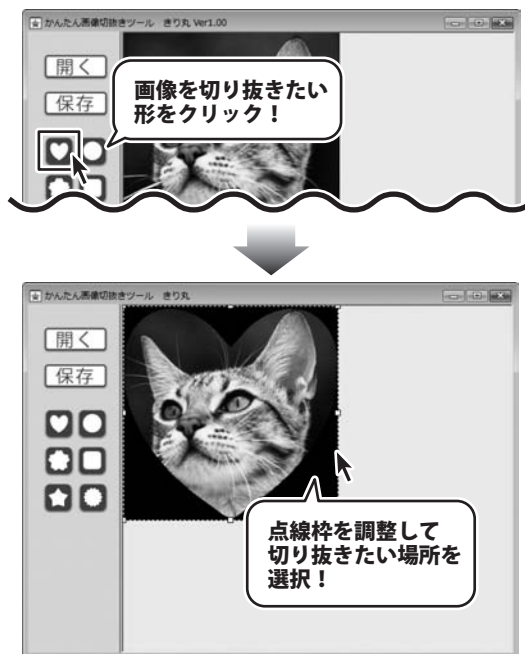 かんたん画像切抜きツール きり丸 Ver1.00
開く
保存
画像を切り抜きたい
形をクリック！
かんたん画像切抜きツール きり丸
開く
保存
点線枠を調整して
切り抜きたい場所を
選択！